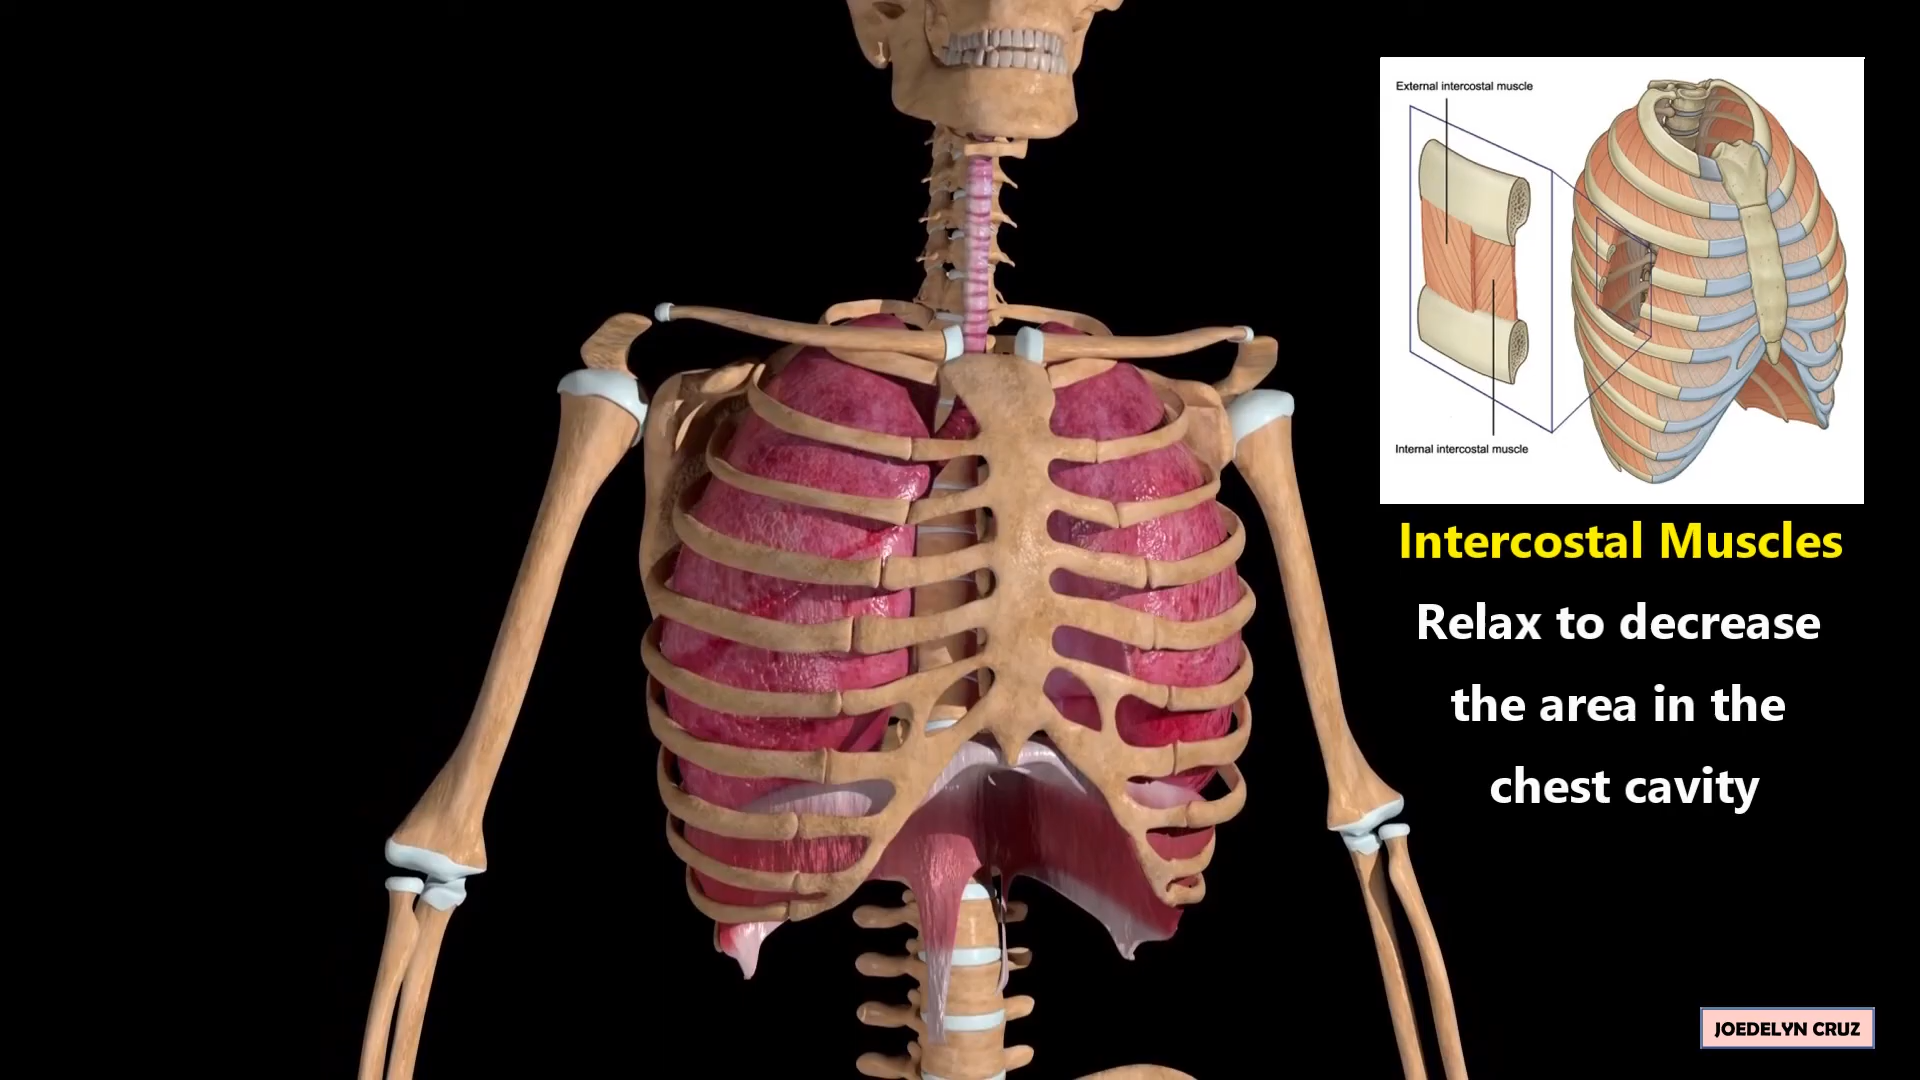 External intercostal muscle
Internal intercostal muscle
Intercostal Muscles
Relax to decrease
the area in the
chest cavity
JOEDELYN CRUZ